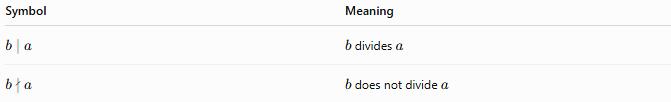 Symbol Meaning
b | a b divides a
b ∤ a b does not divide a